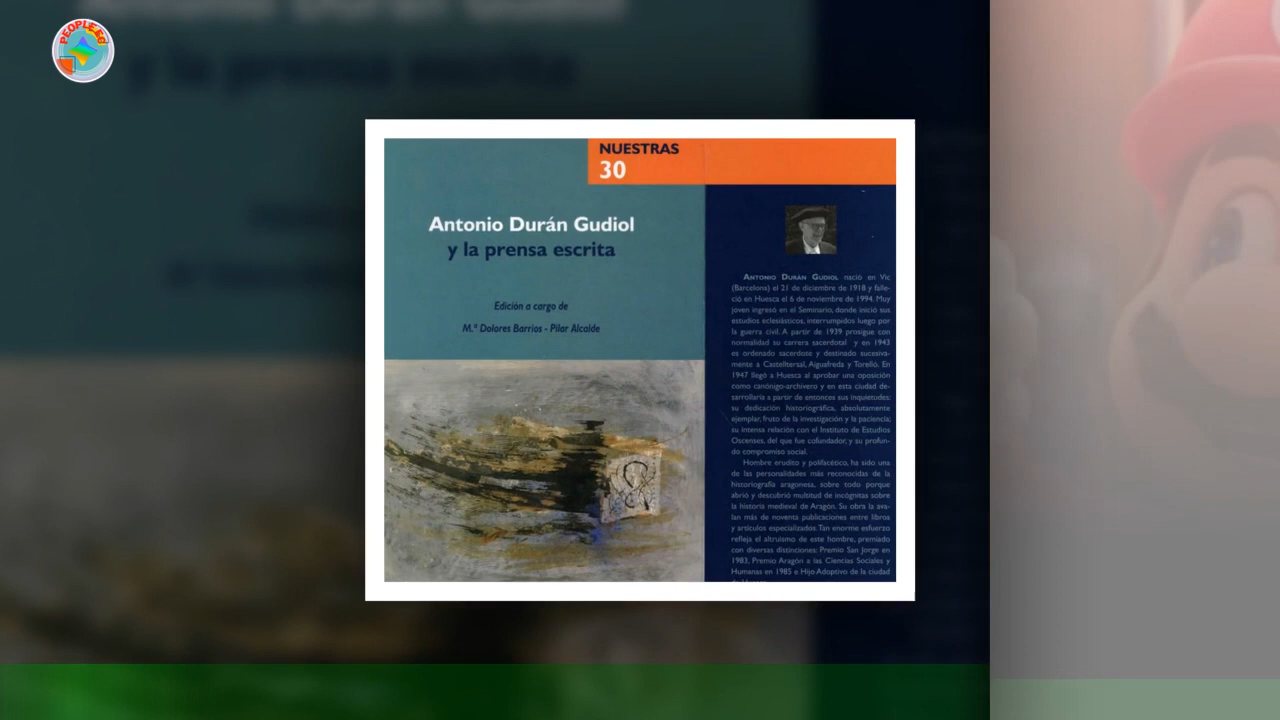 PEOPLE EG
NUESTRAS
30
Antonio Durán Gudiol
y la prensa escrita
Edición a cargo de
M.ª Dolores Barrios - Pilar Alcalde
ANTONIO DURÁN GUDIOL nació en Vic
(Barcelona) el 21 de diciembre de 1918 y falle-
ció en Huesca el 6 de noviembre de 1994. Muy
joven ingresó en el Seminario, donde inició sus
estudios eclesiásticos, interrumpidos luego por
la guerra civil. A partir de 1939 prosigue con
normalidad su carrera sacerdotal y en 1943
es ordenado sacerdote y destinado sucesiva-
mente a Castelltersal, Aiguafreda y Torelló. En
1947 llegó a Huesca al aprobar una oposición
como canónigo-archivero y en esta ciudad de-
sarrollaría a partir de entonces sus inquietudes:
su dedicación historiográfica, absolutamente
ejemplar, fruto de la investigación y la paciencia;
su intensa relación con el Instituto de Estudios
Oscenses, del que fue cofundador, y su profun-
do compromiso social.
Hombre erudito y polifacético, ha sido una
de las personalidades más reconocidas de la
historiografía aragonesa, sobre todo porque
abrió y descubrió multitud de incógnitas sobre
la historia medieval de Aragón. Su obra la ava-
lan más de noventa publicaciones entre libros
y artículos especializados. Tan enorme esfuerzo
refleja el altruismo de este hombre, premiado
con diversas distinciones: Premio San Jorge en
1983, Premio Aragón a las Ciencias Sociales y
Humanas en 1985 e Hijo Adoptivo de la ciudad